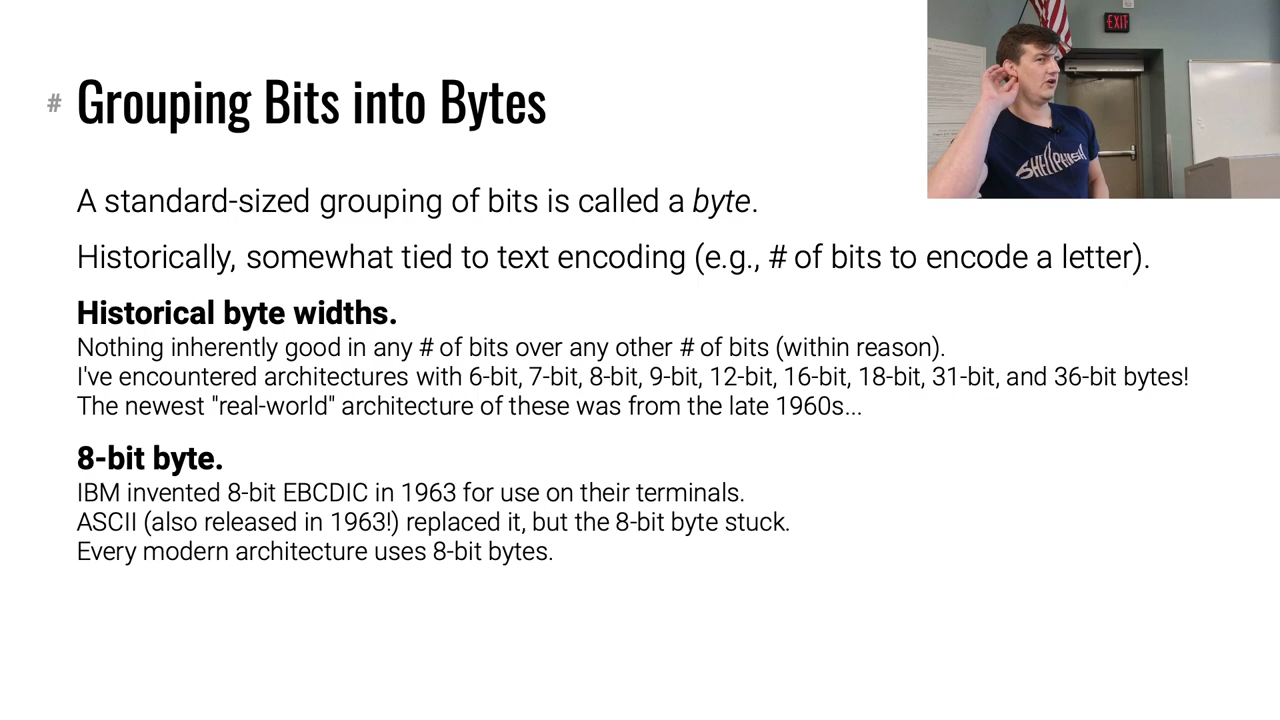 EXIT
# Grouping Bits into Bytes
SHELLPHISH
A standard-sized grouping of bits is called a byte.
Historically, somewhat tied to text encoding (e.g., # of bits to encode a letter).
Historical byte widths.
Nothing inherently good in any # of bits over any other # of bits (within reason).
I've encountered architectures with 6-bit, 7-bit, 8-bit, 9-bit, 12-bit, 16-bit, 18-bit, 31-bit, and 36-bit bytes!
The newest "real-world" architecture of these was from the late 1960s...
8-bit byte.
IBM invented 8-bit EBCDIC in 1963 for use on their terminals.
ASCII (also released in 1963!) replaced it, but the 8-bit byte stuck.
Every modern architecture uses 8-bit bytes.